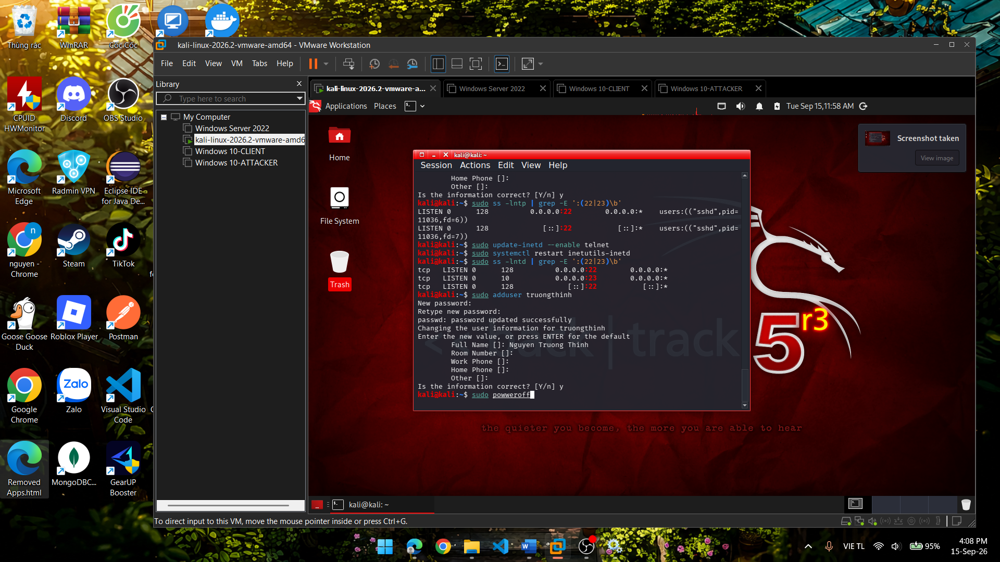 Thùng rác
WinRAR
Cốc Cốc
kali-linux-2026.2-vmware-amd64 - VMware Workstation
File Edit View VM Tabs Help
Library
Type here to search
My Computer
Windows Server 2022
kali-linux-2026.2-vmware-amd6
Windows 10-CLIENT
Windows 10-ATTACKER
kali-linux-2026.2-vmware-a...
Windows Server 2022
Windows 10-CLIENT
Windows 10-ATTACKER
Applications Places
Tue Sep 15,11:58 AM
Screenshot taken
View image
Home
File System
Trash
kali@kali: ~
Session Actions Edit View Help
Home Phone []:
Other []:
Is the information correct? [Y/n] y
kali@kali:~$ sudo ss -lntp | grep -E ':(22|23)\b'
LISTEN 0 128 0.0.0.0:22 0.0.0.0:* users:(("sshd",pid=
11036,fd=6))
LISTEN 0 128 [::]:22 [::]:* users:(("sshd",pid=
11036,fd=7))
kali@kali:~$ sudo update-inetd --enable telnet
kali@kali:~$ sudo systemctl restart inetutils-inetd
kali@kali:~$ sudo ss -lntd | grep -E ':(22|23)\b'
tcp LISTEN 0 128 0.0.0.0:22 0.0.0.0:*
tcp LISTEN 0 10 0.0.0.0:23 0.0.0.0:*
tcp LISTEN 0 128 [::]:22 [::]:*
kali@kali:~$ sudo adduser truongthinh
New password:
Retype new password:
passwd: password updated successfully
Changing the user information for truongthinh
Enter the new value, or press ENTER for the default
Full Name []: Nguyen Truong Thinh
Room Number []:
Work Phone []:
Home Phone []:
Other []:
Is the information correct? [Y/n] y
kali@kali:~$ sudo powweroff
track
5 r3
the quieter you become, the more you are able to hear
kali@kali: ~
To direct input to this VM, move the mouse pointer inside or press Ctrl+G.
CPUID HWMonitor
Discord
OBS Studio
Microsoft Edge
Radmin VPN
Eclipse IDE for Java De...
nguyen - Chrome
Steam
TikTok
Goose Goose Duck
Roblox Player
Postman
Google Chrome
Zalo
Zalo
Visual Studio Code
Removed Apps.html
MongoDBC...
GearUP Booster
VIE TL
95%
4:08 PM
15-Sep-26